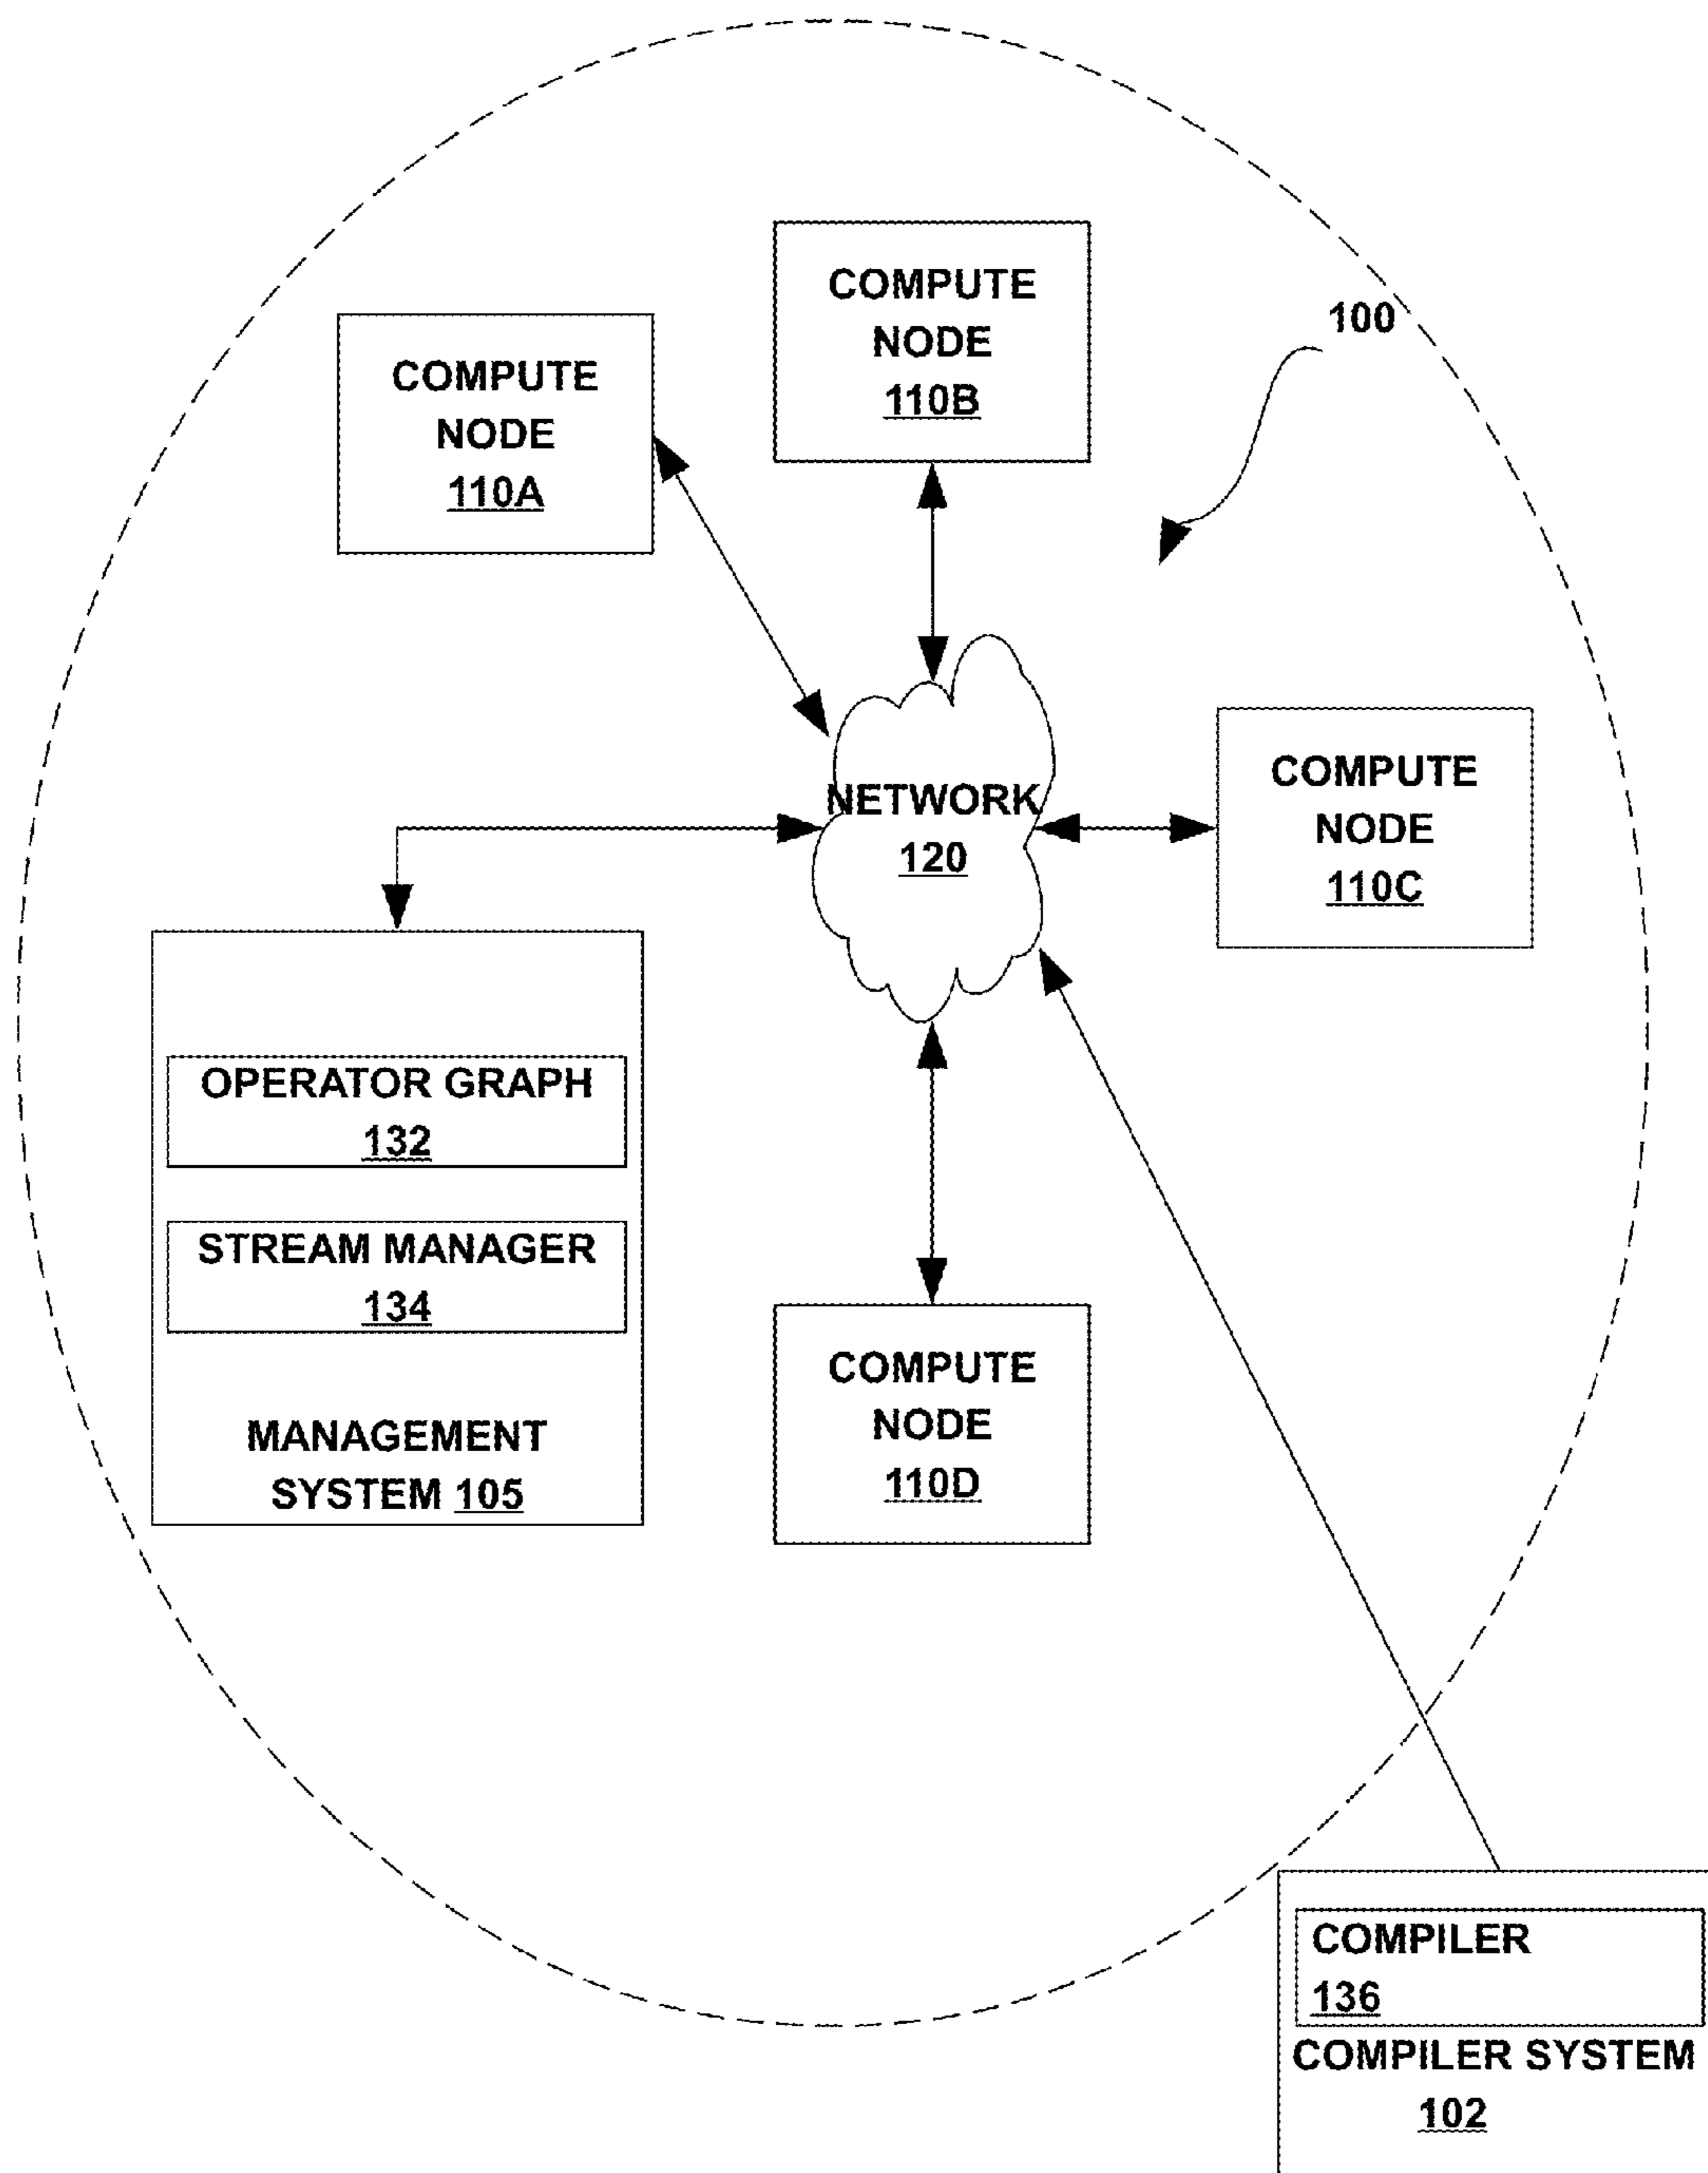 COMPUTE
NODE
110B
100
COMPUTE
NODE
110A
COMPUTE
NODE
110C
NETWORK
120
OPERATOR GRAPH
132
STREAM MANAGER
134
MANAGEMENT
SYSTEM 105
COMPUTE
NODE
110D
COMPILER
136
COMPILER SYSTEM
102